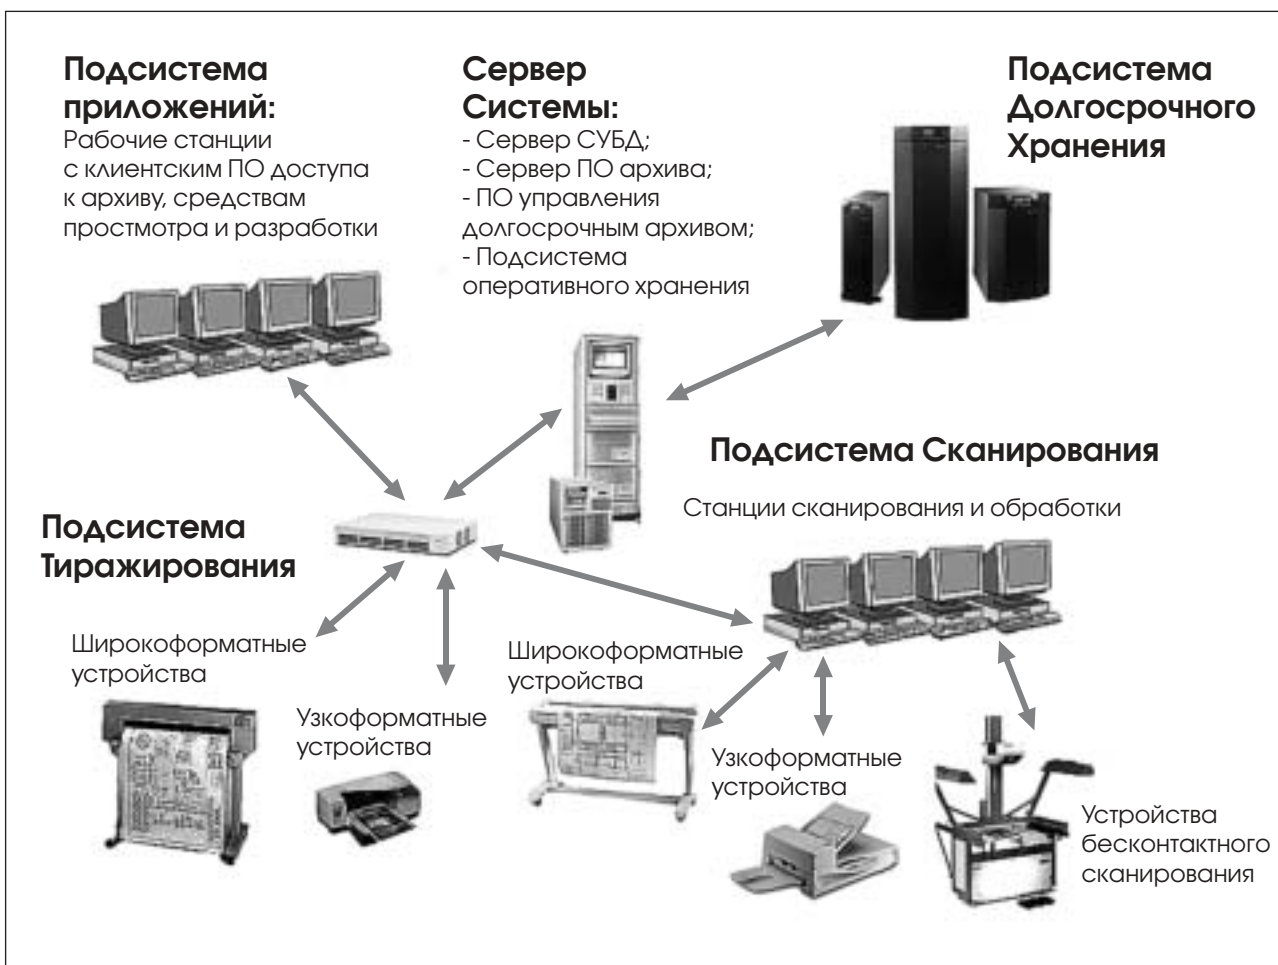 Подсистема
приложений:
Рабочие станции
с клиентским ПО доступа
к архиву, средствам
простмотра и разработки
Сервер
Системы:
- Сервер СУБД;
- Сервер ПО архива;
- ПО управления
долгосрочным архивом;
- Подсистема
оперативного хранения
Подсистема
Долгосрочного
Хранения
Подсистема Сканирования
Станции сканирования и обработки
Подсистема
Тиражирования
Широкоформатные
устройства
Узкоформатные
устройства
Широкоформатные
устройства
Узкоформатные
устройства
Устройства
бесконтактного
сканирования